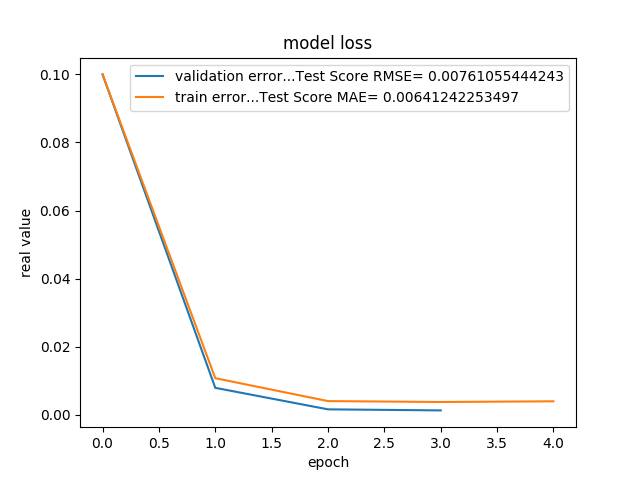 model loss
validation error...Test Score RMSE= 0.00761055444243
train error...Test Score MAE= 0.00641242253497
0.10
0.08
0.06
0.04
0.02
0.00
real value
0.0 0.5 1.0 1.5 2.0 2.5 3.0 3.5 4.0
epoch